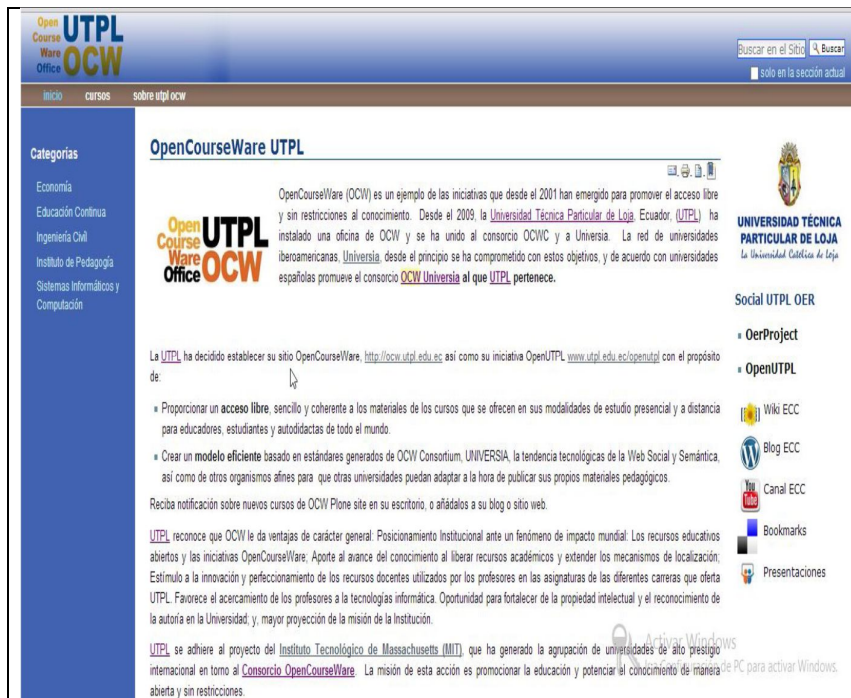 Open
Course UTPL
Ware
Office OCW
Buscar en el Sitio Buscar
solo en la sección actual
inicio cursos sobre utpl ocw
Categorias
Economía
Educación Continua
Ingeniería Civil
Instituto de Pedagogía
Sistemas Informáticos y
Computación
OpenCourseWare UTPL
Open
Course UTPL
Ware
Office OCW
OpenCourseWare (OCW) es un ejemplo de las iniciativas que desde el 2001 han emergido para promover el acceso libre
y sin restricciones al conocimiento. Desde el 2009, la Universidad Técnica Particular de Loja, Ecuador, (UTPL) ha
instalado una oficina de OCW y se ha unido al consorcio OCWC y a Universia. La red de universidades
iberoamericanas, Universia, desde el principio se ha comprometido con estos objetivos, y de acuerdo con universidades
españolas promueve el consorcio OCW Universia al que UTPL pertenece.
La UTPL ha decidido establecer su sitio OpenCourseWare, http://ocw.utpl.edu.ec así como su iniciativa OpenUTPL www.utpl.edu.ec/openutpl con el propósito
de:
Proporcionar un acceso libre, sencillo y coherente a los materiales de los cursos que se ofrecen en sus modalidades de estudio presencial y a distancia
para educadores, estudiantes y autodidactas de todo el mundo.
Crear un modelo eficiente basado en estándares generados de OCW Consortium, UNIVERSIA, la tendencia tecnológicas de la Web Social y Semántica,
así como de otros organismos afines para que otras universidades puedan adaptar a la hora de publicar sus propios materiales pedagógicos.
Reciba notificación sobre nuevos cursos de OCW Plone site en su escritorio, o añádalos a su blog o sitio web.
UTPL reconoce que OCW le da ventajas de carácter general: Posicionamiento Institucional ante un fenómeno de impacto mundial: Los recursos educativos
abiertos y las iniciativas OpenCourseWare; Aporte al avance del conocimiento al liberar recursos académicos y extender los mecanismos de localización;
Estímulo a la innovación y perfeccionamiento de los recursos docentes utilizados por los profesores en las asignaturas de las diferentes carreras que oferta
UTPL. Favorece el acercamiento de los profesores a la tecnologías informática. Oportunidad para fortalecer de la propiedad intelectual y el reconocimiento de
la autoría en la Universidad; y, mayor proyección de la misión de la Institución.
UTPL se adhiere al proyecto del Instituto Tecnológico de Massachusetts (MIT), que ha generado la agrupación de universidades de alto prestigio
internacional en torno al Consorcio OpenCourseWare. La misión de esta acción es promocionar la educación y potenciar el conocimiento de manera
abierta y sin restricciones.
UNIVERSIDAD TÉCNICA
PARTICULAR DE LOJA
La Universidad Católica de Loja
Social UTPL OER
OerProject
OpenUTPL
Wiki ECC
Blog ECC
You
Tube
Canal ECC
Bookmarks
Presentaciones
Activar Windows
de PC para activar Windows.